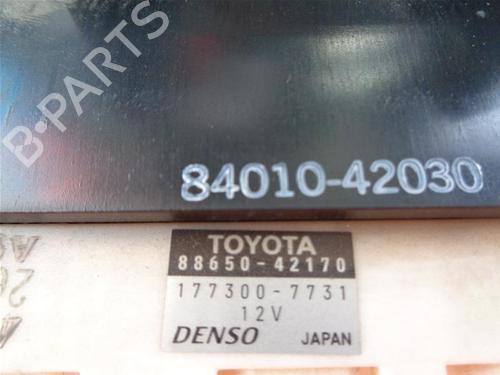 B-PARTS
84010-42030
TOYOTA
88650-42170
177300-7731
12V
DENSO JAPAN